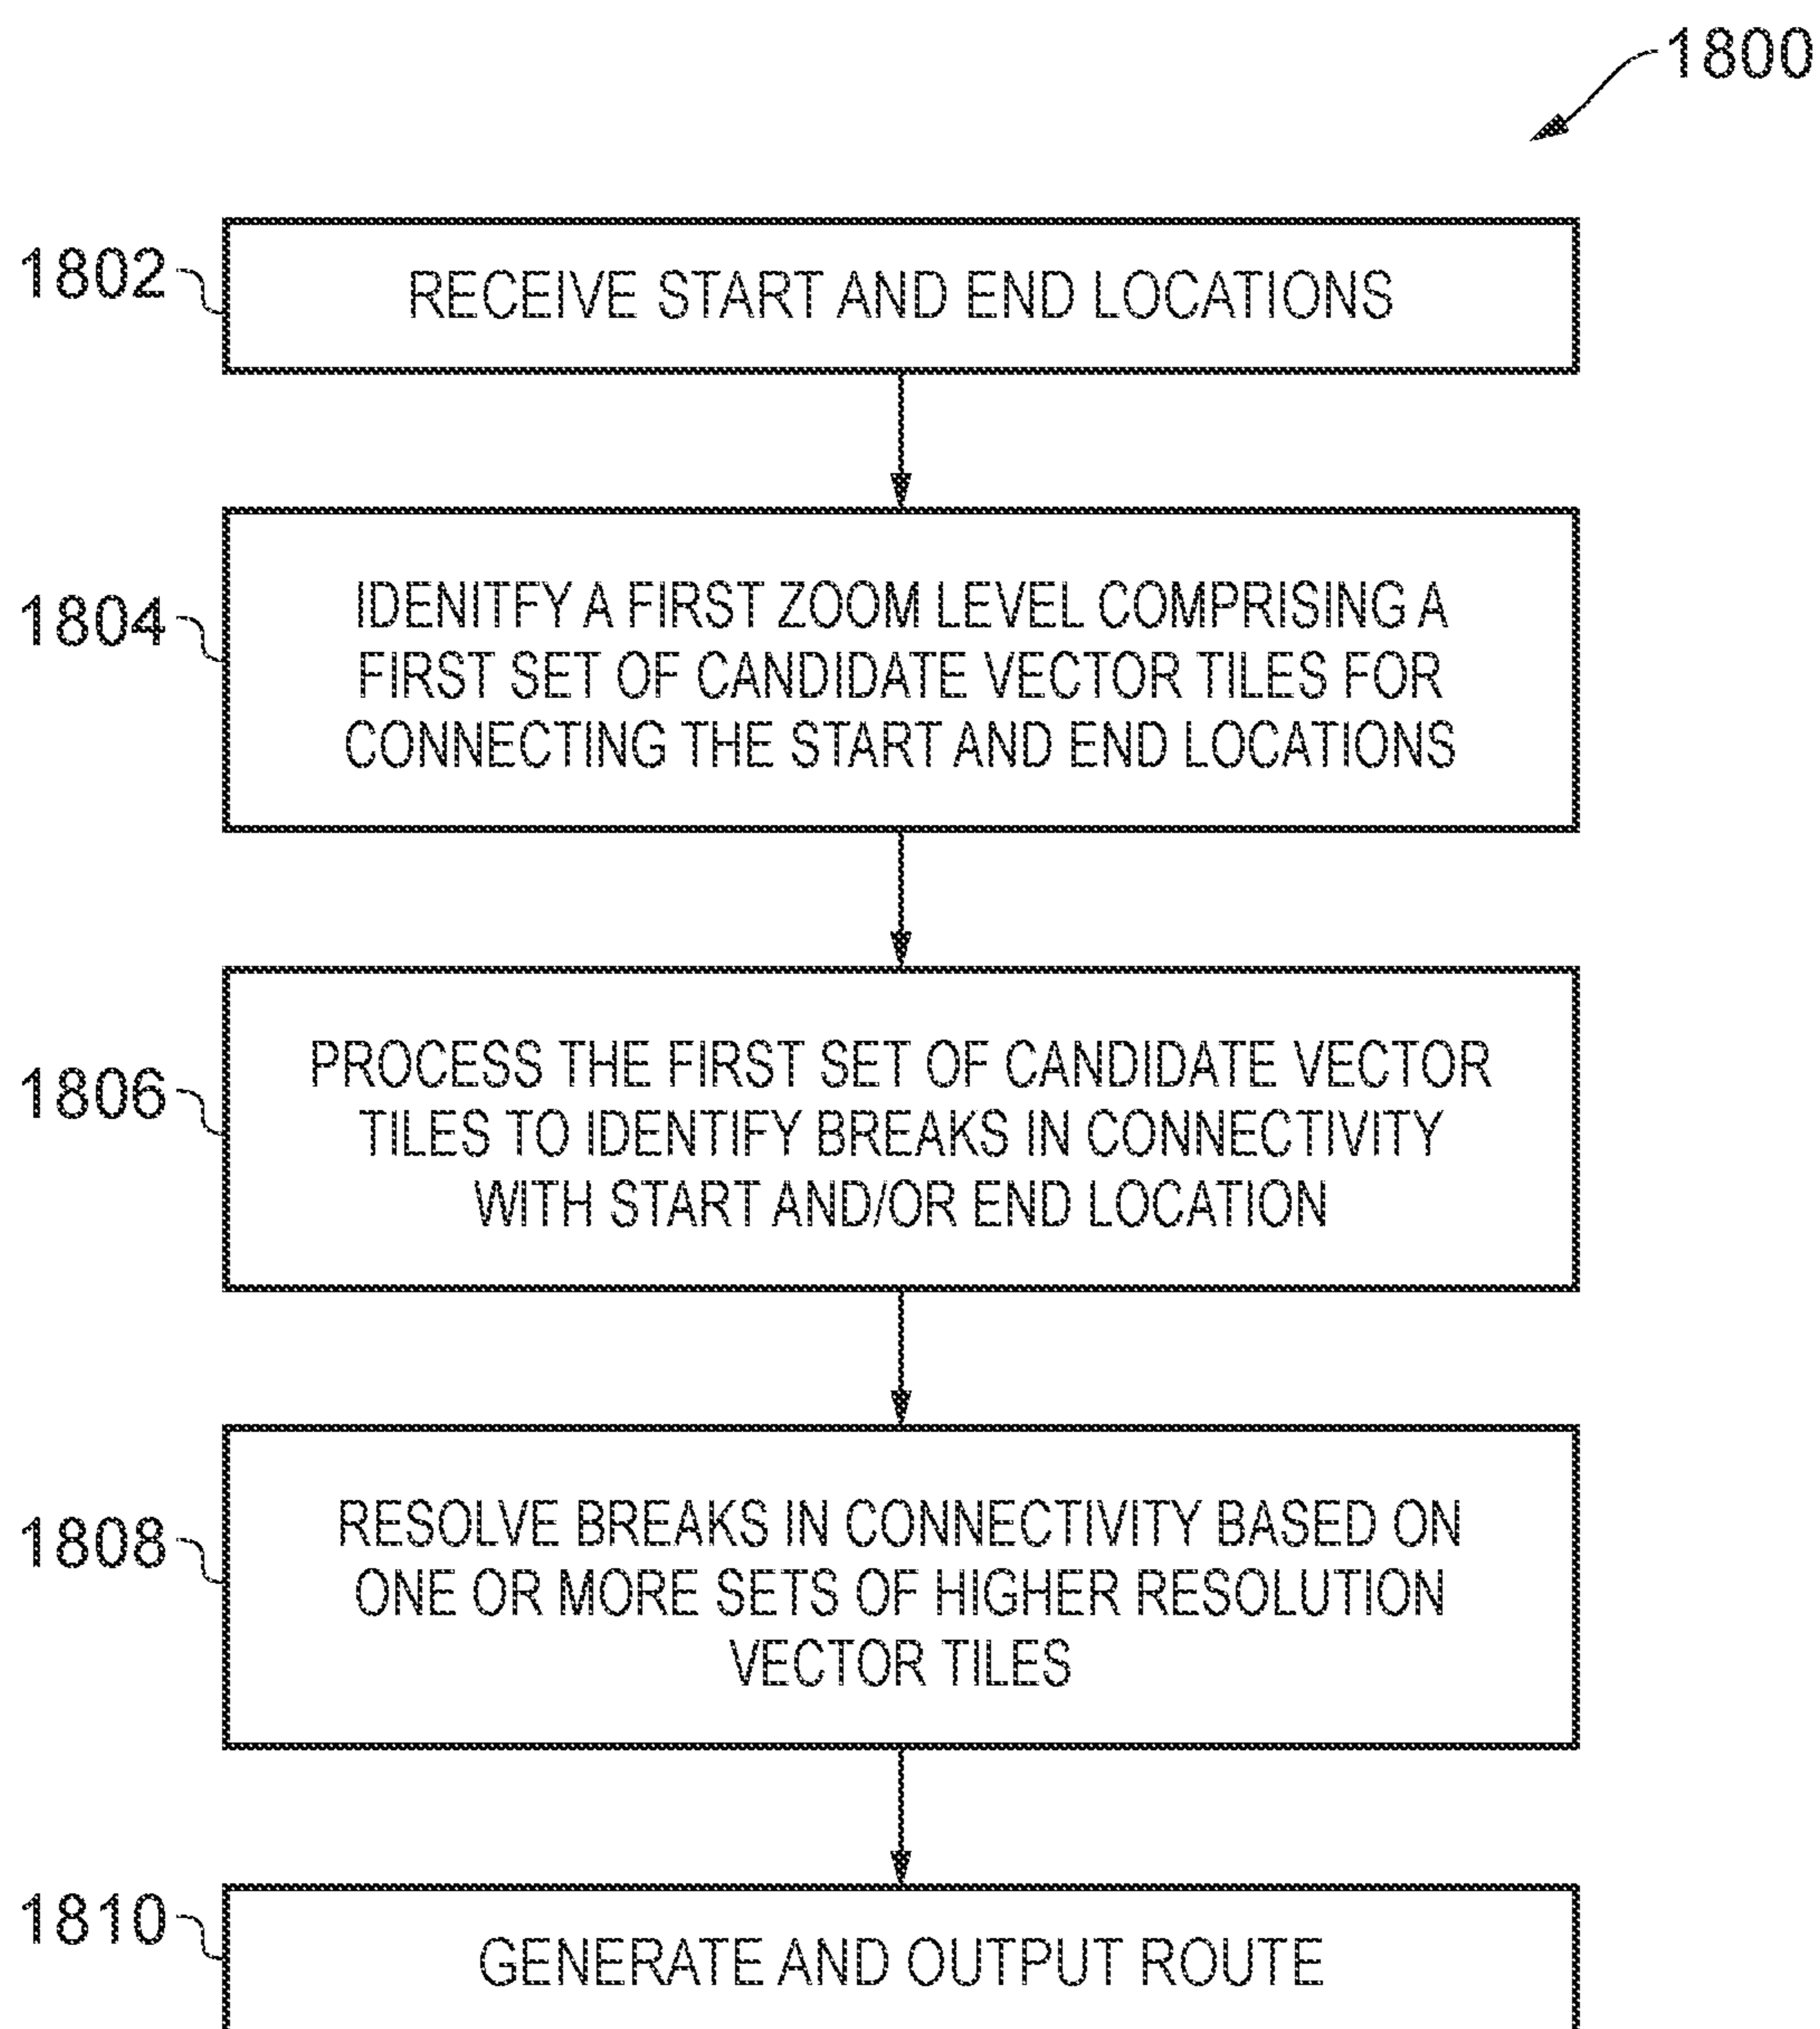 1800
1802
RECEIVE START AND END LOCATIONS
1804
IDENITFY A FIRST ZOOM LEVEL COMPRISING A
FIRST SET OF CANDIDATE VECTOR TILES FOR
CONNECTING THE START AND END LOCATIONS
1806
PROCESS THE FIRST SET OF CANDIDATE VECTOR
TILES TO IDENTIFY BREAKS IN CONNECTIVITY
WITH START AND/OR END LOCATION
1808
RESOLVE BREAKS IN CONNECTIVITY BASED ON
ONE OR MORE SETS OF HIGHER RESOLUTION
VECTOR TILES
1810
GENERATE AND OUTPUT ROUTE